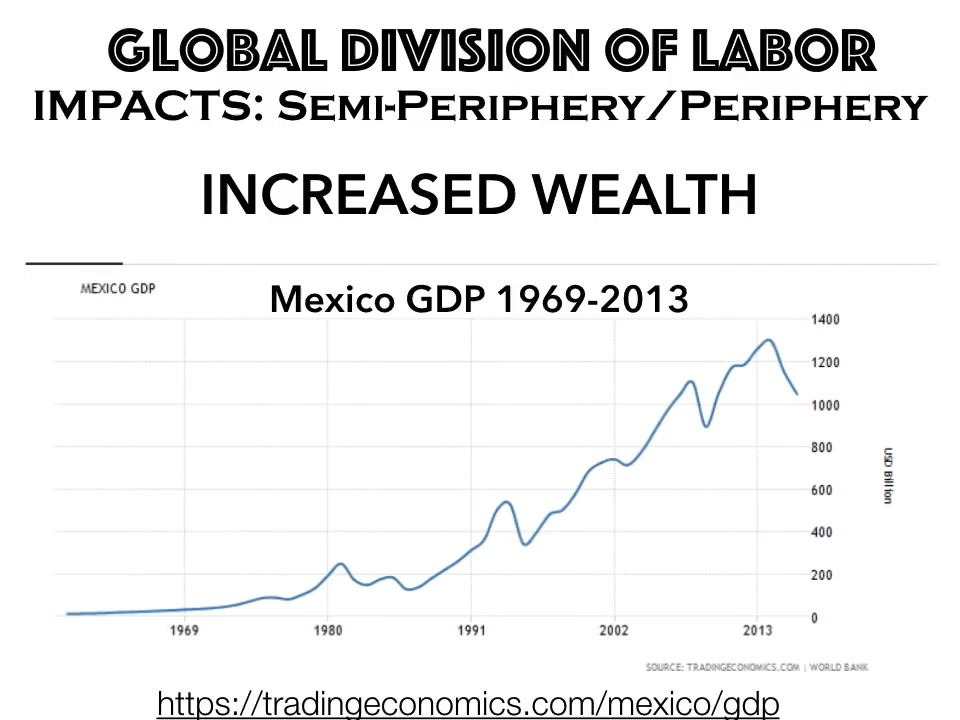 GLOBAL DIVISION OF LABOR
IMPACTS: SEMI-PERIPHERY/PERIPHERY
INCREASED WEALTH
MEXICO GDP
Mexico GDP 1969-2013
1400
1200
1000
800
600
400
200
0
USD Billion
1969 1980 1991 2002 2013
SOURCE: TRADINGECONOMICS.COM | WORLD BANK
https://tradingeconomics.com/mexico/gdp